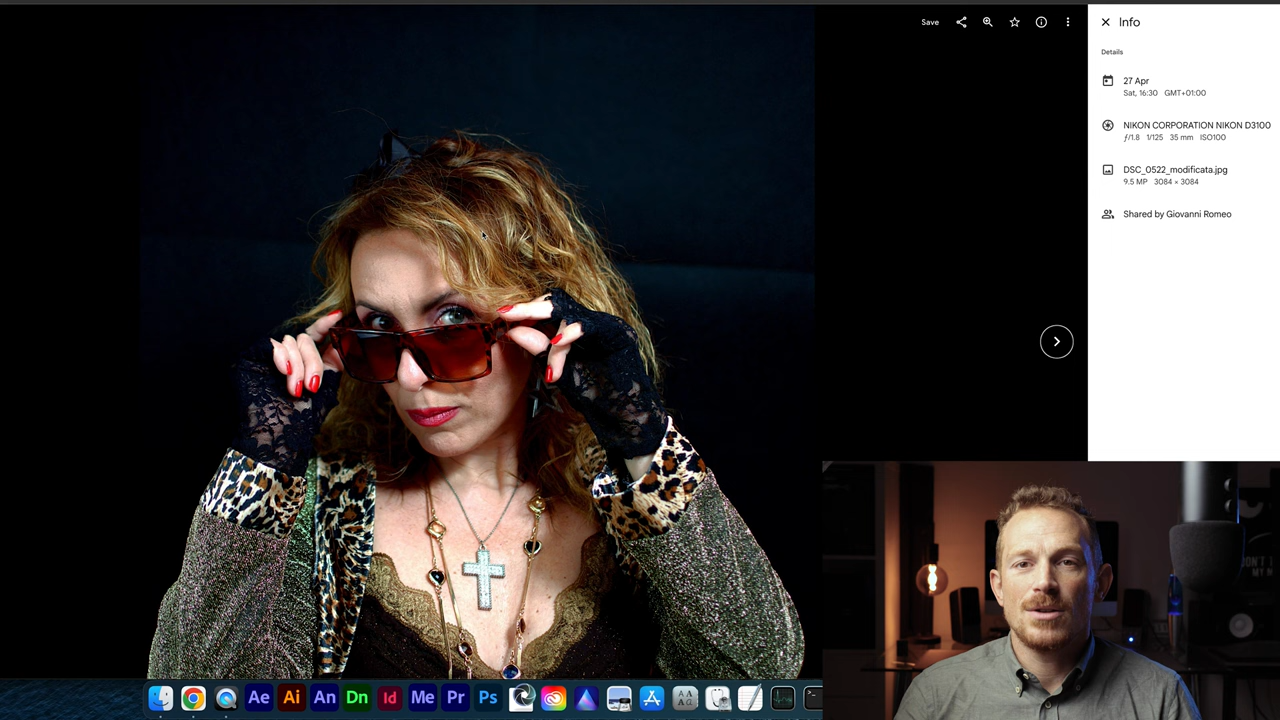 Save
Info
Details
27 Apr
Sat, 16:30 GMT+01:00
NIKON CORPORATION NIKON D3100
ƒ/1.8 1/125 35 mm ISO100
DSC_0522_modificata.jpg
9.5 MP 3084 × 3084
Shared by Giovanni Romeo
DON'T
MY
Ae Ai An Dn Id Me Pr Ps